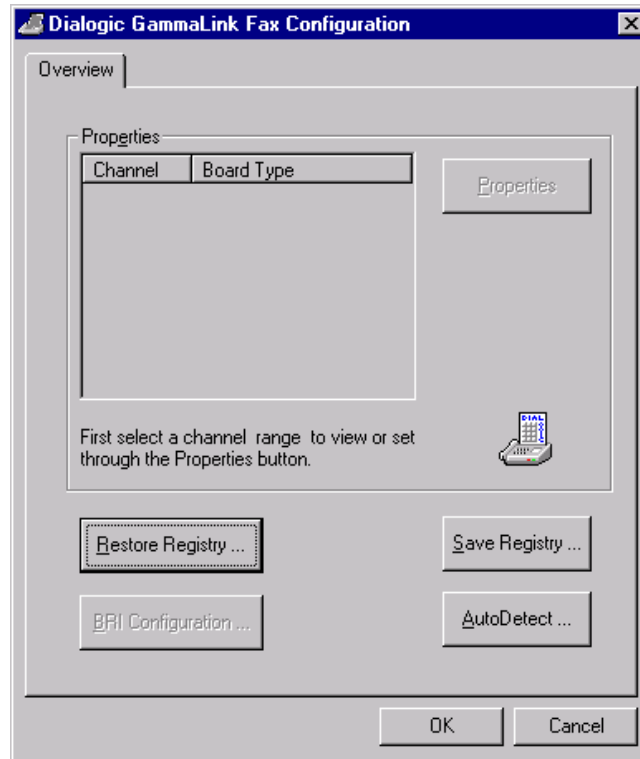 Dialogic GammaLink Fax Configuration
Overview
Properties
Channel Board Type
Properties
DIAL
First select a channel range to view or set
through the Properties button.
Restore Registry ...
Save Registry ...
BRI Configuration ...
AutoDetect ...
OK
Cancel